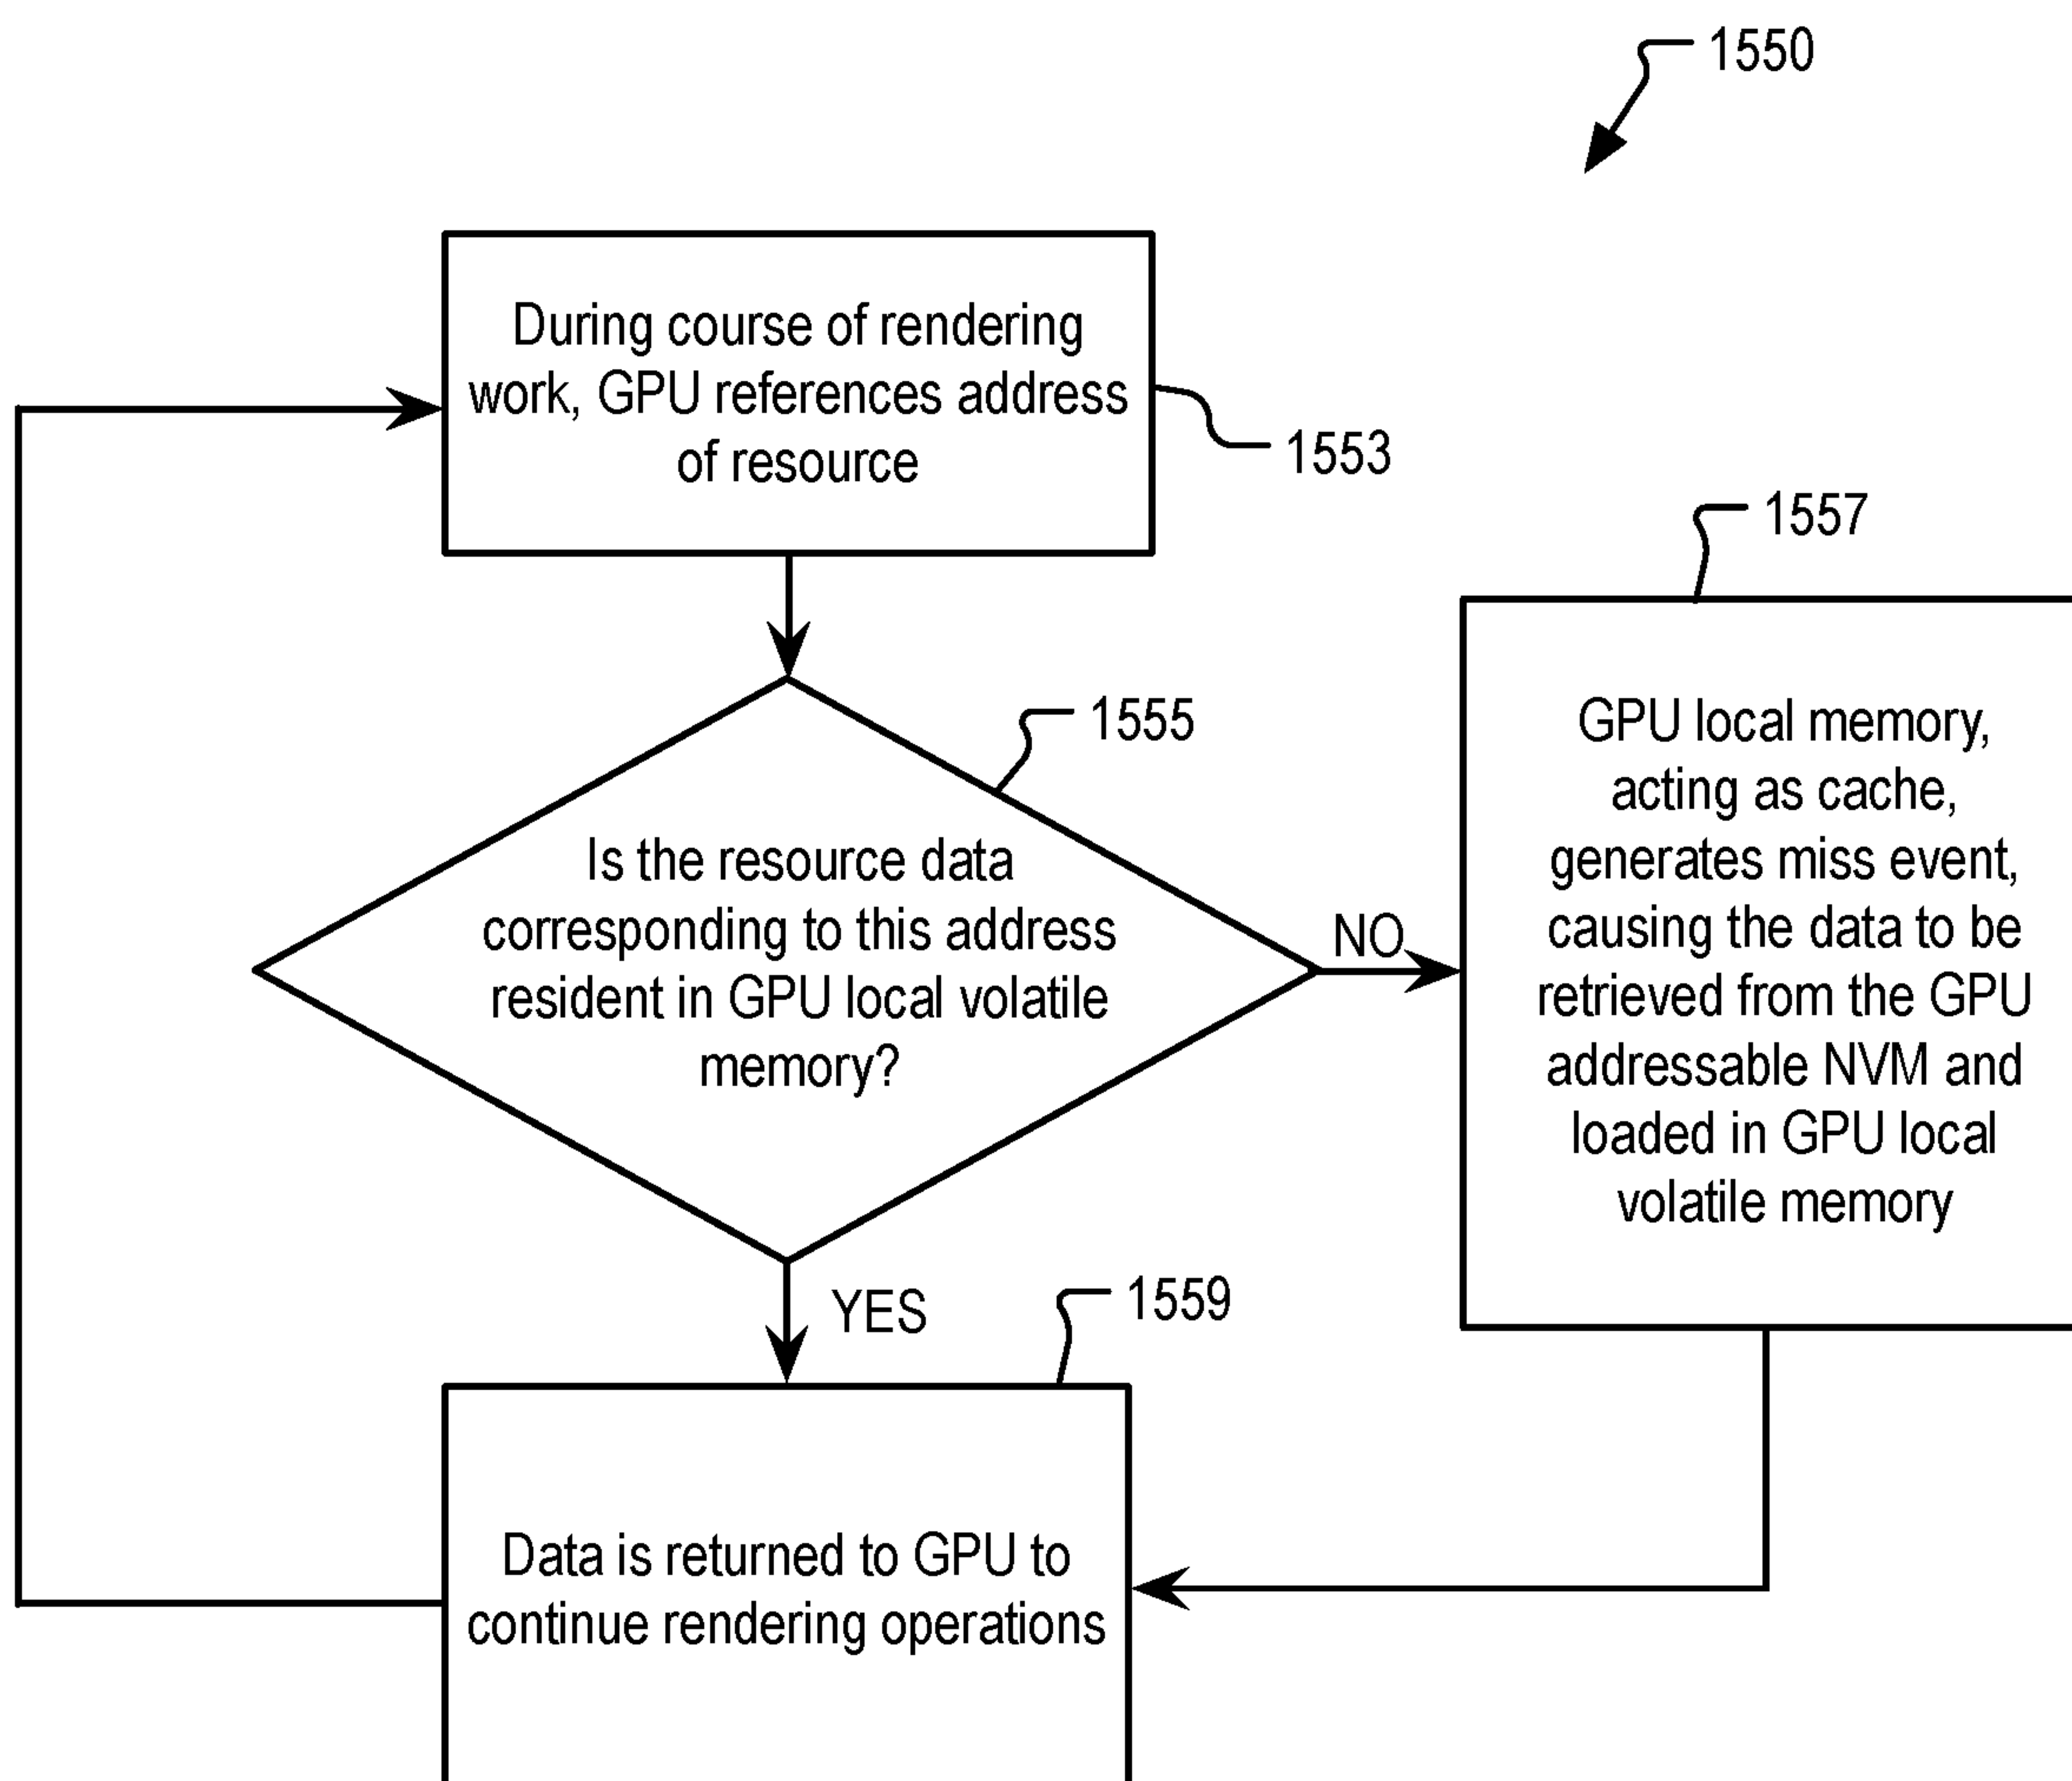 1550
During course of rendering
work, GPU references address
of resource
1553
1557
1555
Is the resource data
corresponding to this address
resident in GPU local volatile
memory?
NO
GPU local memory,
acting as cache,
generates miss event,
causing the data to be
retrieved from the GPU
addressable NVM and
loaded in GPU local
volatile memory
YES
1559
Data is returned to GPU to
continue rendering operations